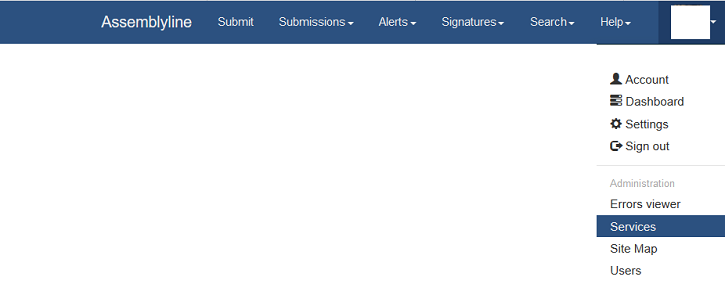 Assemblyline Submit Submissions Alerts Signatures Search Help
Account
Dashboard
Settings
Sign out
Administration
Errors viewer
Services
Site Map
Users